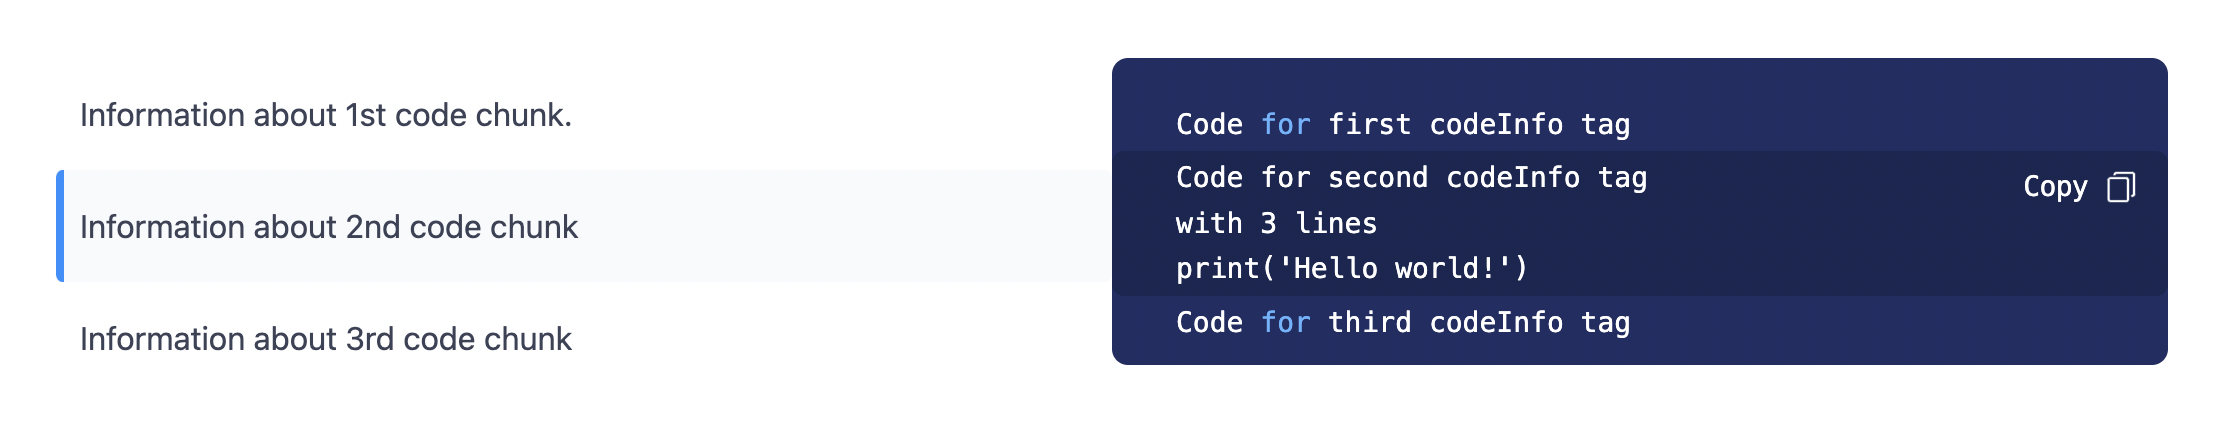 Information about 1st code chunk.
Information about 2nd code chunk
Information about 3rd code chunk
Code for first codeInfo tag
Code for second codeInfo tag
with 3 lines
print('Hello world!')
Code for third codeInfo tag
Copy